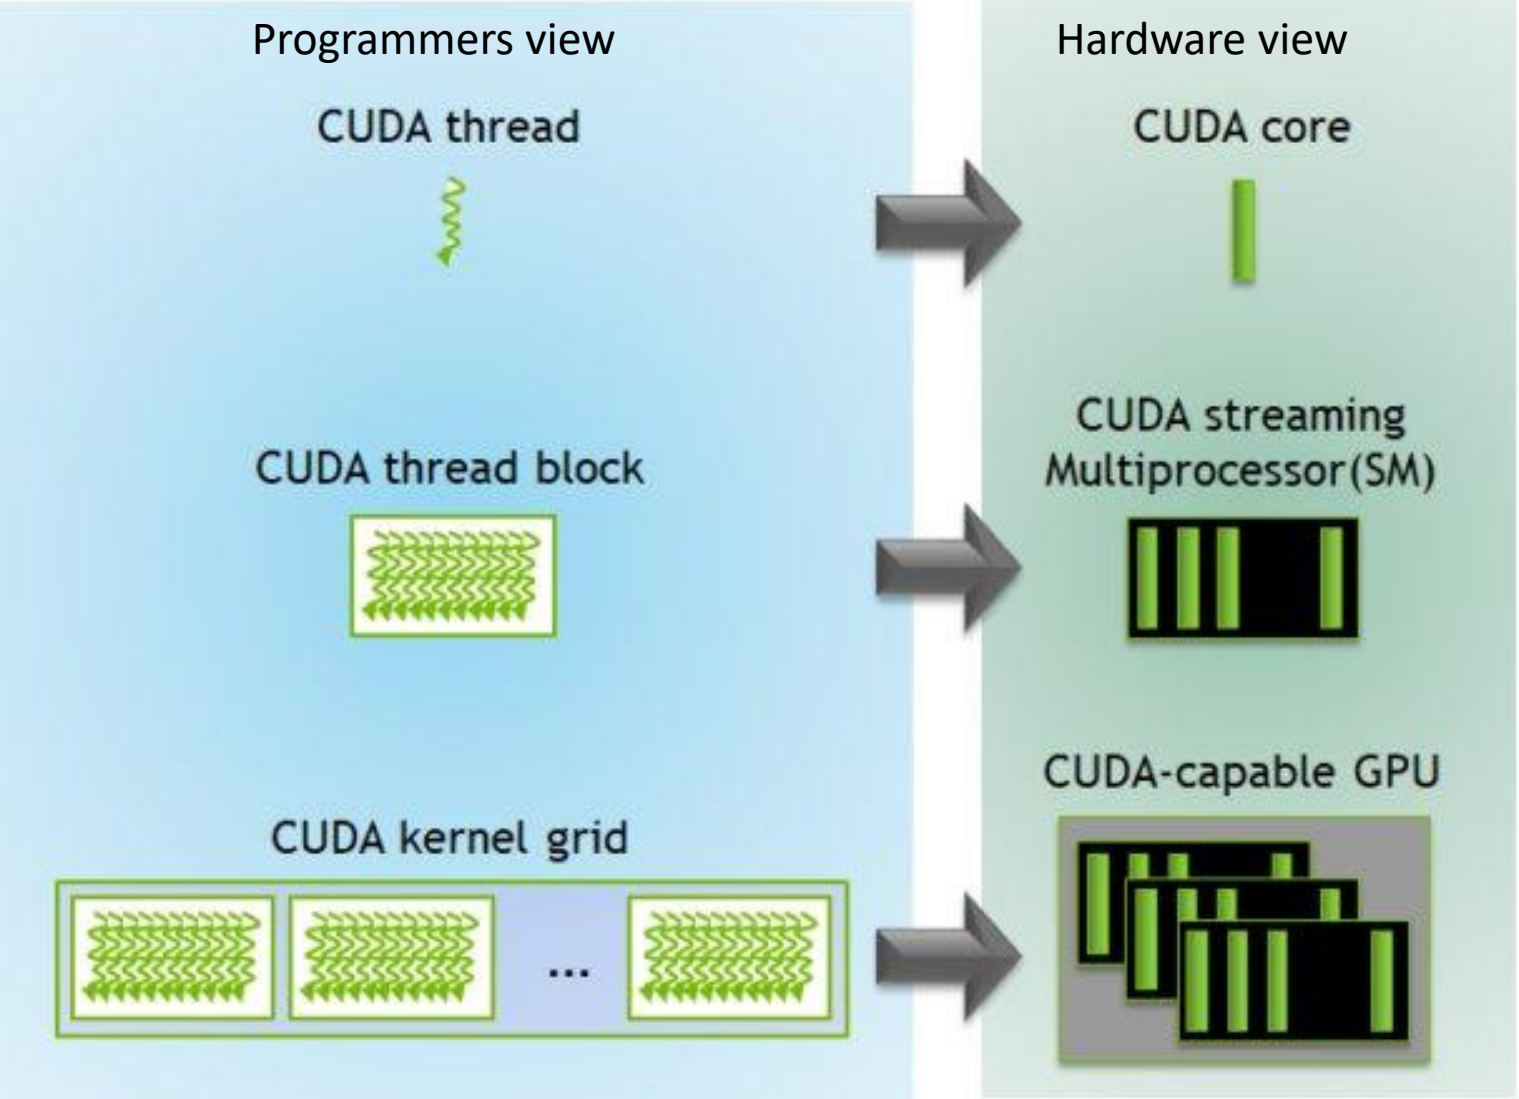 Programmers view
Hardware view
CUDA thread
CUDA core
CUDA thread block
CUDA streaming
Multiprocessor(SM)
CUDA kernel grid
...
CUDA-capable GPU